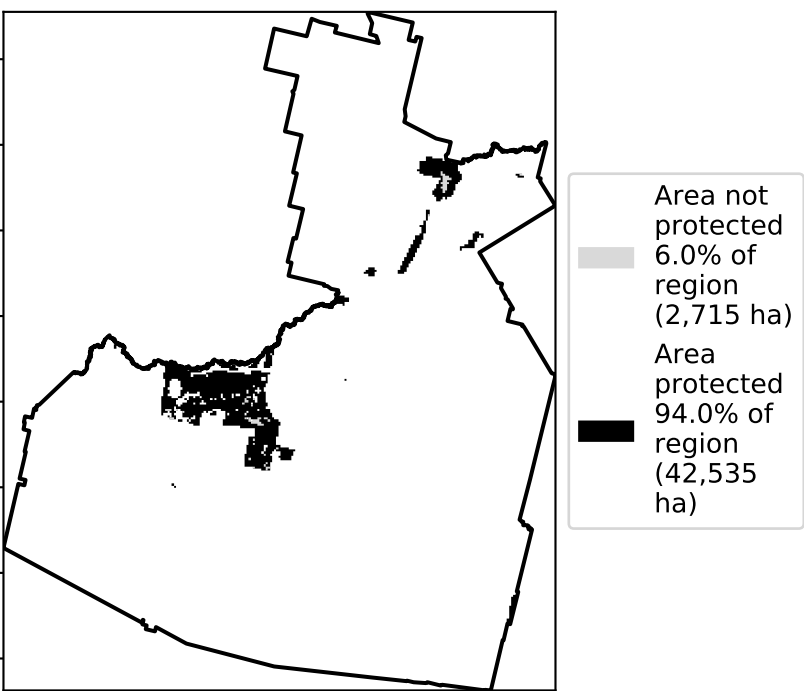 Area not
protected
6.0% of
region
(2,715 ha)
Area
protected
94.0% of
region
(42,535
ha)